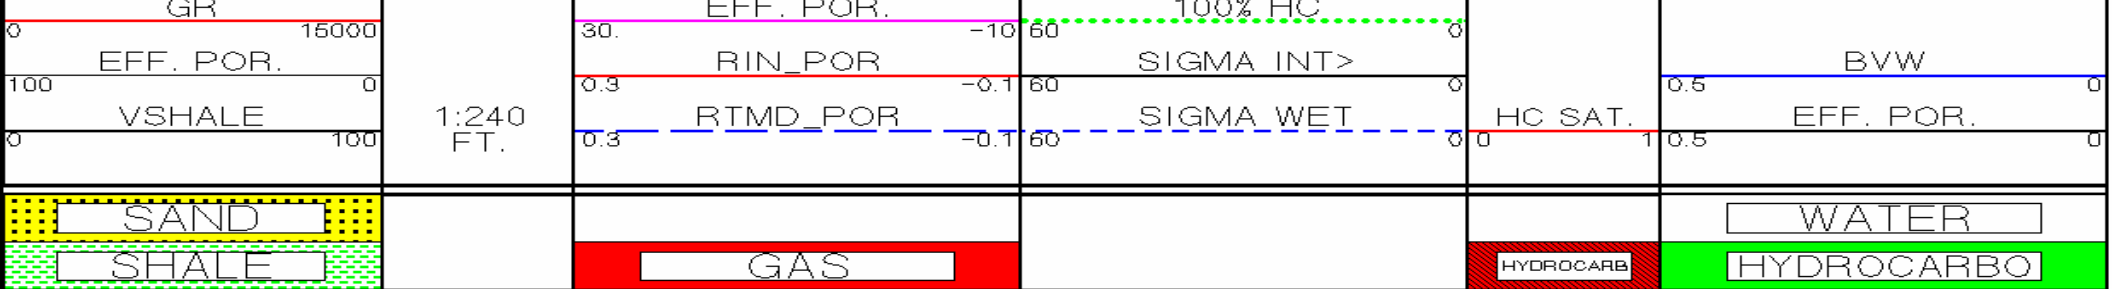 GR
0 15000
EFF. POR.
100 0
VSHALE
0 100
1:240
FT.
EFF. POR.
30. -10
RIN_POR
0.3 -0.1
RTMD_POR
0.3 -0.1
100% HC
60 0
SIGMA INT>
60 0
SIGMA WET
60 0
HC SAT.
0 1
BVW
0.5 0
EFF. POR.
0.5 0
SAND
SHALE
GAS
HYDROCARB
WATER
HYDROCARBO